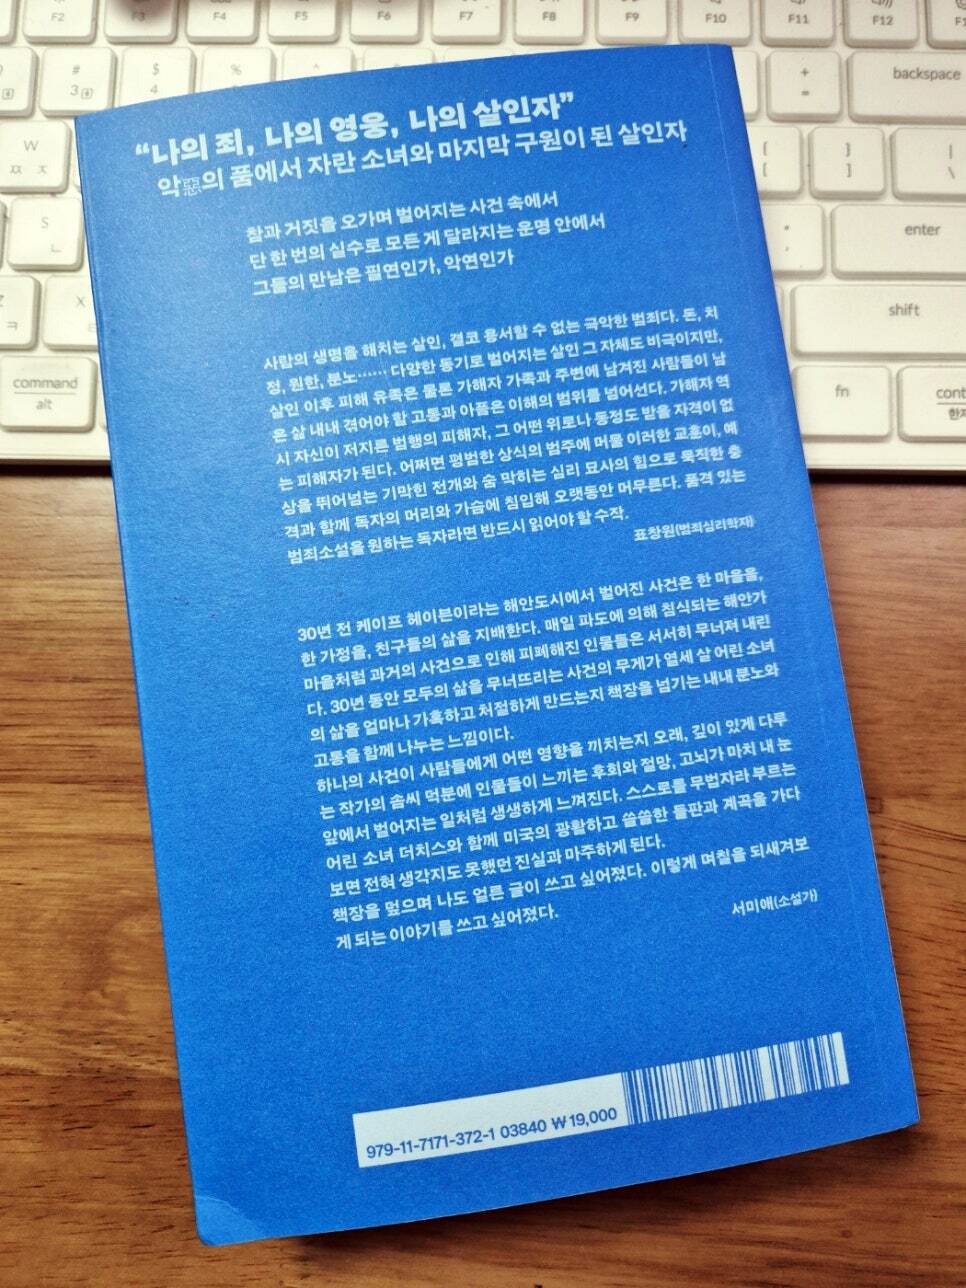 F2
F3
F4
F5
F6
F7
F8
F9
F10
F11
F12
#
3
$
4
%
+
=
backspace
W
ㅉ ㅈ
[
[
]
]
|
\
S
ㄴ
enter
Z
ㅋ
X
shift
command
alt
fn
“나의 죄, 나의 영웅, 나의 살인자”
악惡의 품에서 자란 소녀와 마지막 구원이 된 살인자
참과 거짓을 오가며 벌어지는 사건 속에서
단 한 번의 실수로 모든 게 달라지는 운명 안에서
그들의 만남은 필연인가, 악연인가
사람의 생명을 해치는 살인, 결코 용서할 수 없는 극악한 범죄다. 돈, 치
정, 원한, 분노…… 다양한 동기로 벌어지는 살인 그 자체도 비극이지만,
살인 이후 피해 유족은 물론 가해자 가족과 주변에 남겨진 사람들이 남
은 삶 내내 겪어야 할 고통과 아픔은 이해의 범위를 넘어선다. 가해자 역
시 자신이 저지른 범행의 피해자, 그 어떤 위로나 동정도 받을 자격이 없
는 피해자가 된다. 어쩌면 평범한 상식의 범주에 머물 이러한 교훈이, 예
상을 뛰어넘는 기막힌 전개와 숨 막히는 심리 묘사의 힘으로 묵직한 충
격과 함께 독자의 머리와 가슴에 침입해 오랫동안 머무른다. 품격 있는
범죄소설을 원하는 독자라면 반드시 읽어야 할 수작.
표창원(범죄심리학자)
30년 전 케이프 헤이븐이라는 해안도시에서 벌어진 사건은 한 마을을,
한 가정을, 친구들의 삶을 지배한다. 매일 파도에 의해 침식되는 해안가
마을처럼 과거의 사건으로 인해 피폐해진 인물들은 서서히 무너져 내린
다. 30년 동안 모두의 삶을 무너뜨리는 사건의 무게가 열세 살 어린 소녀
의 삶을 얼마나 가혹하고 처절하게 만드는지 책장을 넘기는 내내 분노와
고통을 함께 나누는 느낌이다.
하나의 사건이 사람들에게 어떤 영향을 끼치는지 오래, 깊이 있게 다루
는 작가의 솜씨 덕분에 인물들이 느끼는 후회와 절망, 고뇌가 마치 내 눈
앞에서 벌어지는 일처럼 생생하게 느껴진다. 스스로를 무법자라 부르는
어린 소녀 더치스와 함께 미국의 광활하고 쓸쓸한 들판과 계곡을 가다
보면 전혀 생각지도 못했던 진실과 마주하게 된다.
책장을 덮으며 나도 얼른 글이 쓰고 싶어졌다. 이렇게 며칠을 되새겨보
게 되는 이야기를 쓰고 싶어졌다.
서미애(소설가)
979-11-7171-372-1 03840 ₩19,000